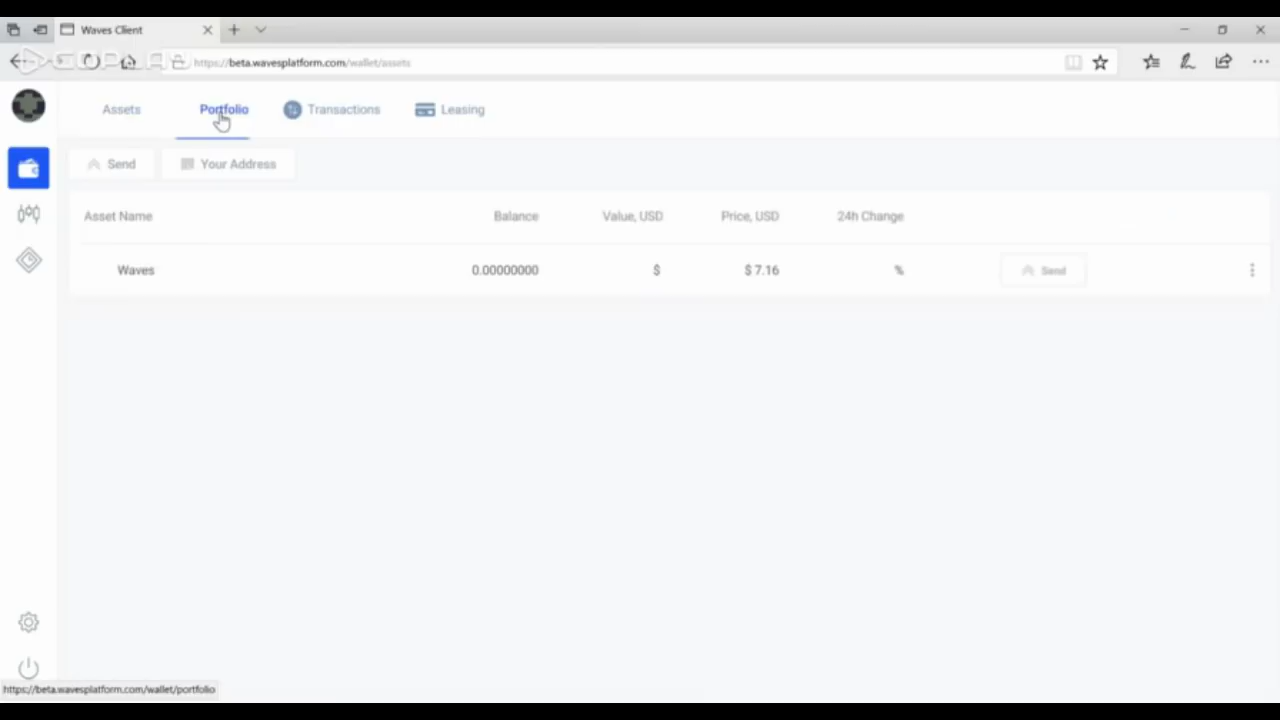 Waves Client
https://beta.wavesplatform.com/wallet/assets
Assets Portfolio Transactions Leasing
Send Your Address
Asset Name Balance Value, USD Price, USD 24h Change
Waves 0.00000000 $ $ 7.16 % Send
https://beta.wavesplatform.com/wallet/portfolio